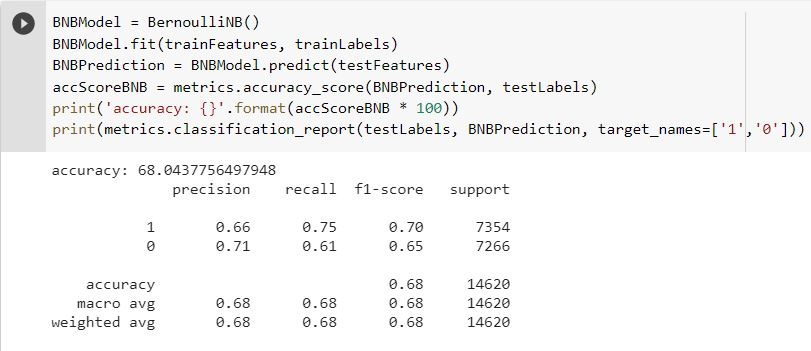 BNBModel = BernoulliNB()
BNBModel.fit(trainFeatures, trainLabels)
BNBPrediction = BNBModel.predict(testFeatures)
accScoreBNB = metrics.accuracy_score(BNBPrediction, testLabels)
print('accuracy: {}'.format(accScoreBNB * 100))
print(metrics.classification_report(testLabels, BNBPrediction, target_names=['1','0']))
accuracy: 68.0437756497948
precision recall f1-score support
1 0.66 0.75 0.70 7354
0 0.71 0.61 0.65 7266
accuracy 0.68 14620
macro avg 0.68 0.68 0.68 14620
weighted avg 0.68 0.68 0.68 14620